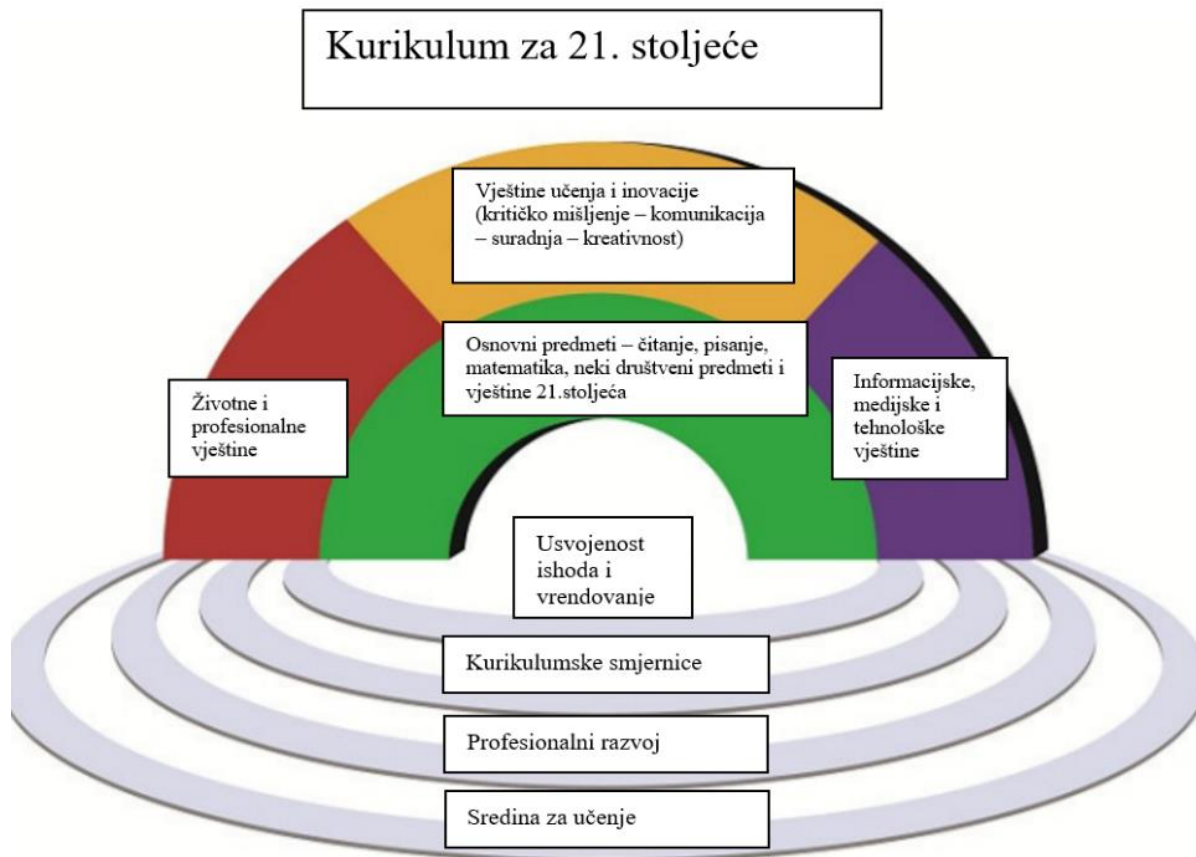 Kurikulum za 21. stoljeće
Vještine učenja i inovacije
(kritičko mišljenje – komunikacija
– suradnja – kreativnost)
Osnovni predmeti – čitanje, pisanje,
matematika, neki društveni predmeti i
vještine 21.stoljeća
Životne i
profesionalne
vještine
Informacijske,
medijske i
tehnološke
vještine
Usvojenost
ishoda i
vrendovanje
Kurikulumske smjernice
Profesionalni razvoj
Sredina za učenje